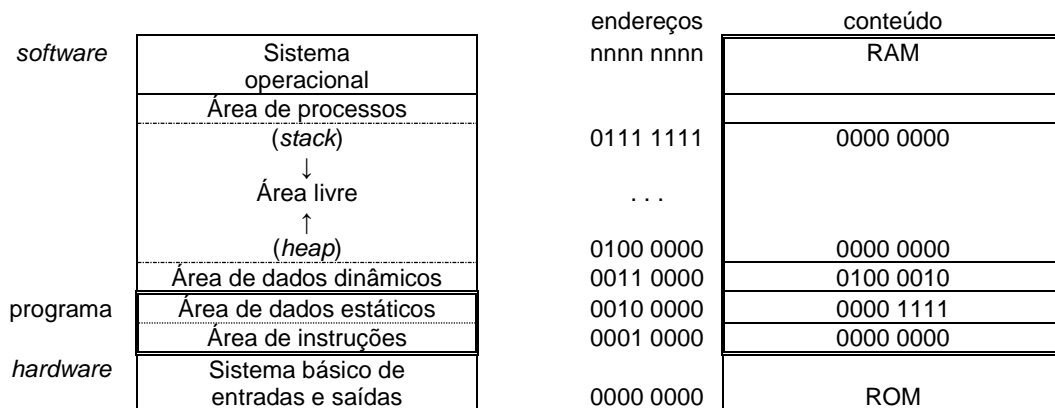 endereços conteúdo
software Sistema nnnn nnnn RAM
operacional
Área de processos
(stack) 0111 1111 0000 0000
↓
Área livre . . .
↑
(heap) 0100 0000 0000 0000
Área de dados dinâmicos 0011 0000 0100 0010
programa Área de dados estáticos 0010 0000 0000 1111
Área de instruções 0001 0000 0000 0000
hardware Sistema básico de
entradas e saídas 0000 0000 ROM